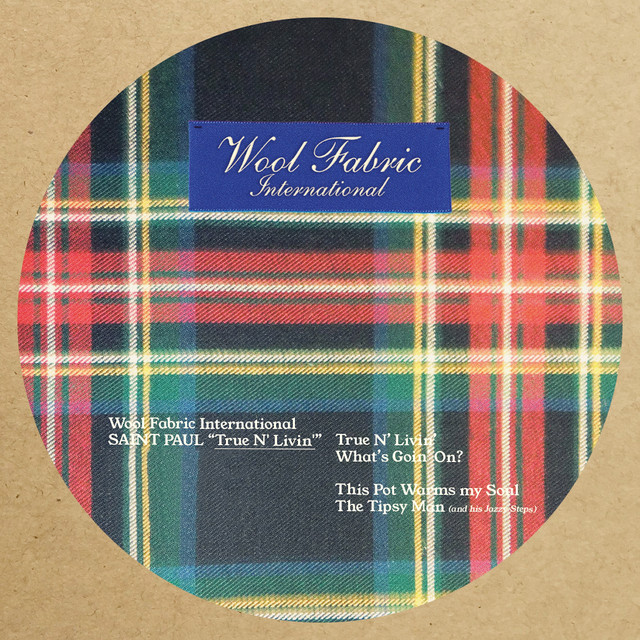 Wool Fabric
International
Wool Fabric International
SAINT PAUL “True N’ Livin’”
True N’ Livin’
What’s Goin’ On?
This Pot Warms my Soul
The Tipsy Man (and his Jazzy Steps)